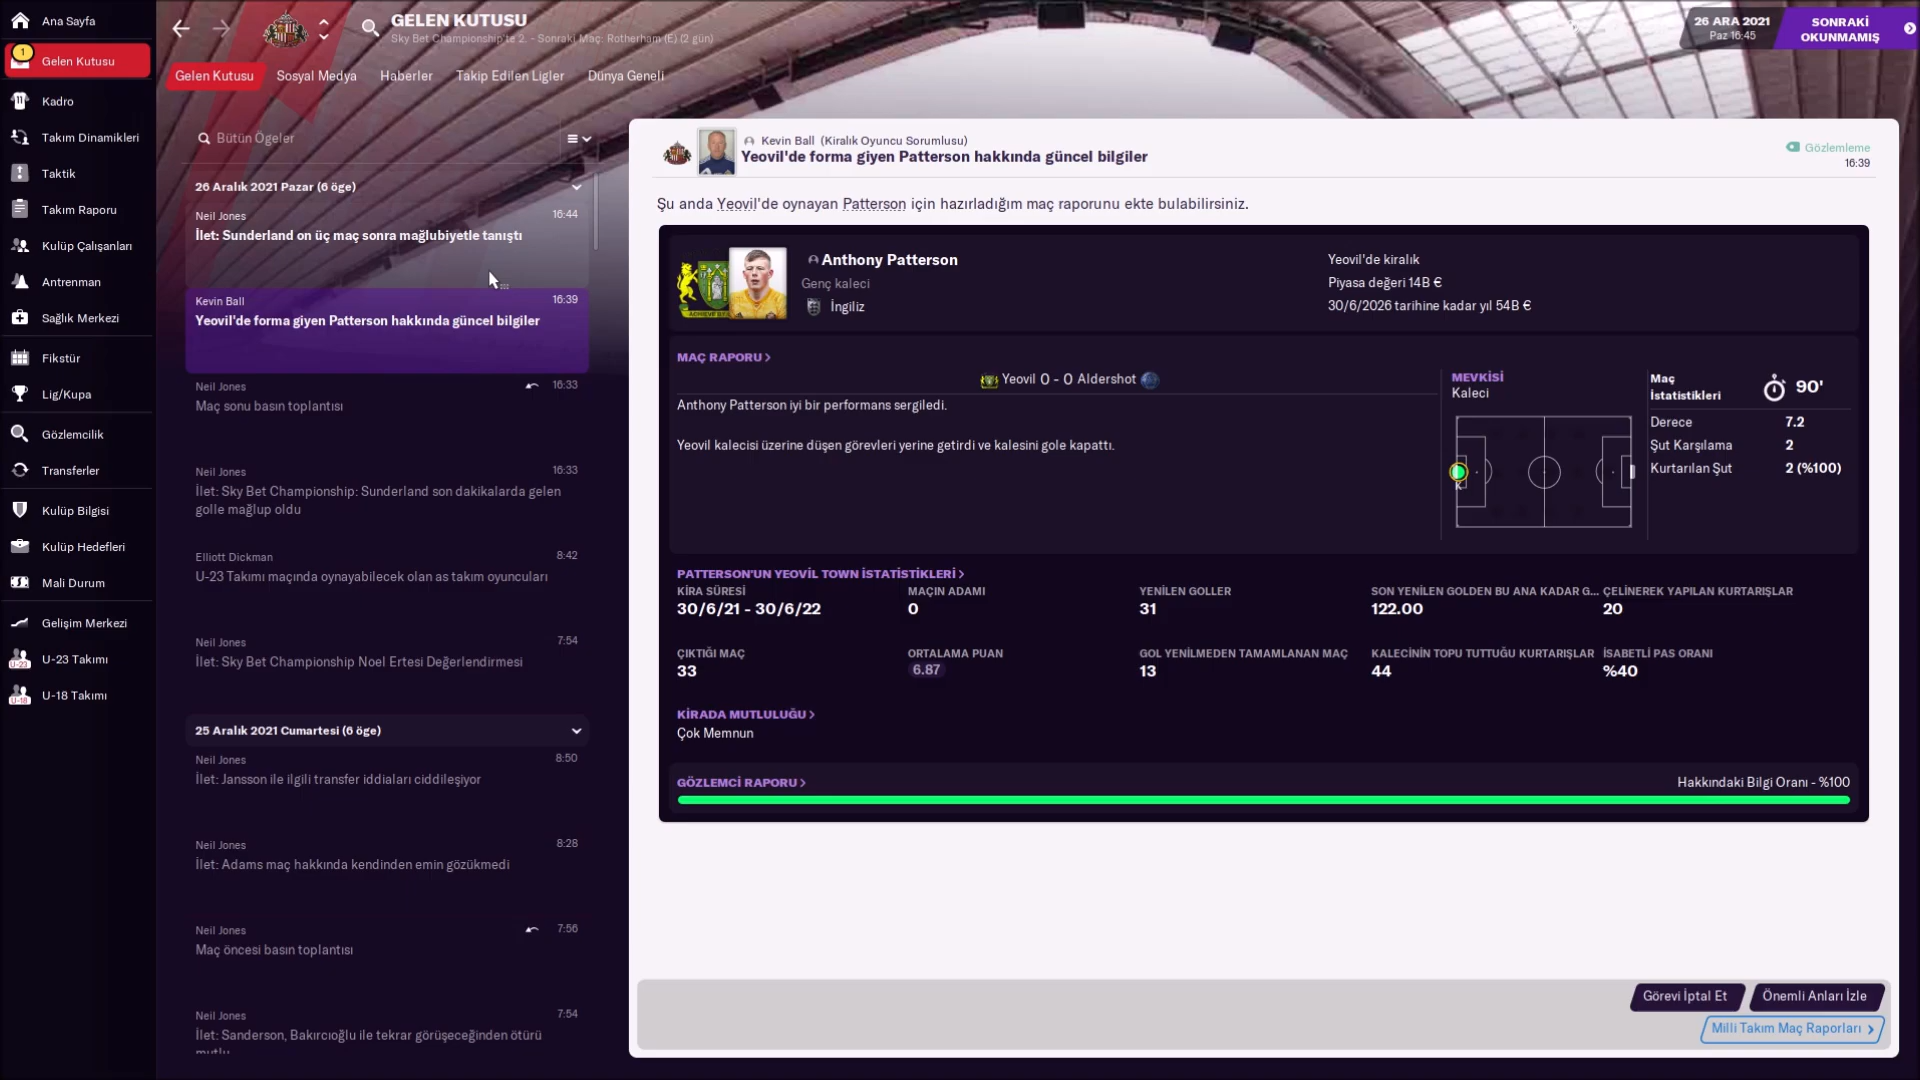 Ana Sayfa
1
Gelen Kutusu
Kadro
Takım Dinamikleri
Taktik
Takım Raporu
Kulüp Çalışanları
Antrenman
Sağlık Merkezi
Fikstür
Lig/Kupa
Gözlemcilik
Transferler
Kulüp Bilgisi
Kulüp Hedefleri
Mali Durum
Gelişim Merkezi
U-23 Takımı
U-18 Takımı
GELEN KUTUSU
Sky Bet Championship'te 2. - Sonraki Maç: Rotherham (E) (2 gün)
26 ARA 2021
Paz 16:45
SONRAKİ
OKUNMAMIŞ
Gelen Kutusu Sosyal Medya Haberler Takip Edilen Ligler Dünya Geneli
Bütün Ögeler
26 Aralık 2021 Pazar (6 öge)
Neil Jones 16:44
İlet: Sunderland on üç maç sonra mağlubiyetle tanıştı
Kevin Ball 16:39
Yeovil'de forma giyen Patterson hakkında güncel bilgiler
Neil Jones 16:33
Maç sonu basın toplantısı
Neil Jones 16:33
İlet: Sky Bet Championship: Sunderland son dakikalarda gelen
golle mağlup oldu
Elliott Dickman 8:42
U-23 Takımı maçında oynayabilecek olan as takım oyuncuları
Neil Jones 7:54
İlet: Sky Bet Championship Noel Ertesi Değerlendirmesi
25 Aralık 2021 Cumartesi (6 öge)
Neil Jones 8:50
İlet: Jansson ile ilgili transfer iddiaları ciddileşiyor
Neil Jones 8:28
İlet: Adams maç hakkında kendinden emin gözükmedi
Neil Jones 7:56
Maç öncesi basın toplantısı
Neil Jones 7:54
İlet: Sanderson, Bakırcıoğlu ile tekrar görüşeceğinden ötürü
mutlu
Kevin Ball (Kiralık Oyuncu Sorumlusu)
Yeovil'de forma giyen Patterson hakkında güncel bilgiler
Gözlemleme
16:39
Şu anda Yeovil'de oynayan Patterson için hazırladığım maç raporunu ekte bulabilirsiniz.
Anthony Patterson
Genç kaleci
İngiliz
Yeovil'de kiralık
Piyasa değeri 14B €
30/6/2026 tarihine kadar yıl 54B €
MAÇ RAPORU >
Yeovil 0 - 0 Aldershot
Anthony Patterson iyi bir performans sergiledi.
Yeovil kalecisi üzerine düşen görevleri yerine getirdi ve kalesini gole kapattı.
MEVKİSİ
Kaleci
K
Maç
İstatistikleri
90'
Derece 7.2
Şut Karşılama 2
Kurtarılan Şut 2 (%100)
PATTERSON'UN YEOVİL TOWN İSTATİSTİKLERİ >
KİRA SÜRESİ MAÇIN ADAMI YENİLEN GOLLER SON YENİLEN GOLDEN BU ANA KADAR G... ÇELİNEREK YAPILAN KURTARIŞLAR
30/6/21 - 30/6/22 0 31 122.00 20
ÇIKTIĞI MAÇ ORTALAMA PUAN GOL YENİLMEDEN TAMAMLANAN MAÇ KALECİNİN TOPU TUTTUĞU KURTARIŞLAR İSABETLİ PAS ORANI
33 6.87 13 44 %40
KİRADA MUTLULUĞU >
Çok Memnun
GÖZLEMCİ RAPORU >
Hakkındaki Bilgi Oranı - %100
Görevi İptal Et
Önemli Anları İzle
Milli Takım Maç Raporları >